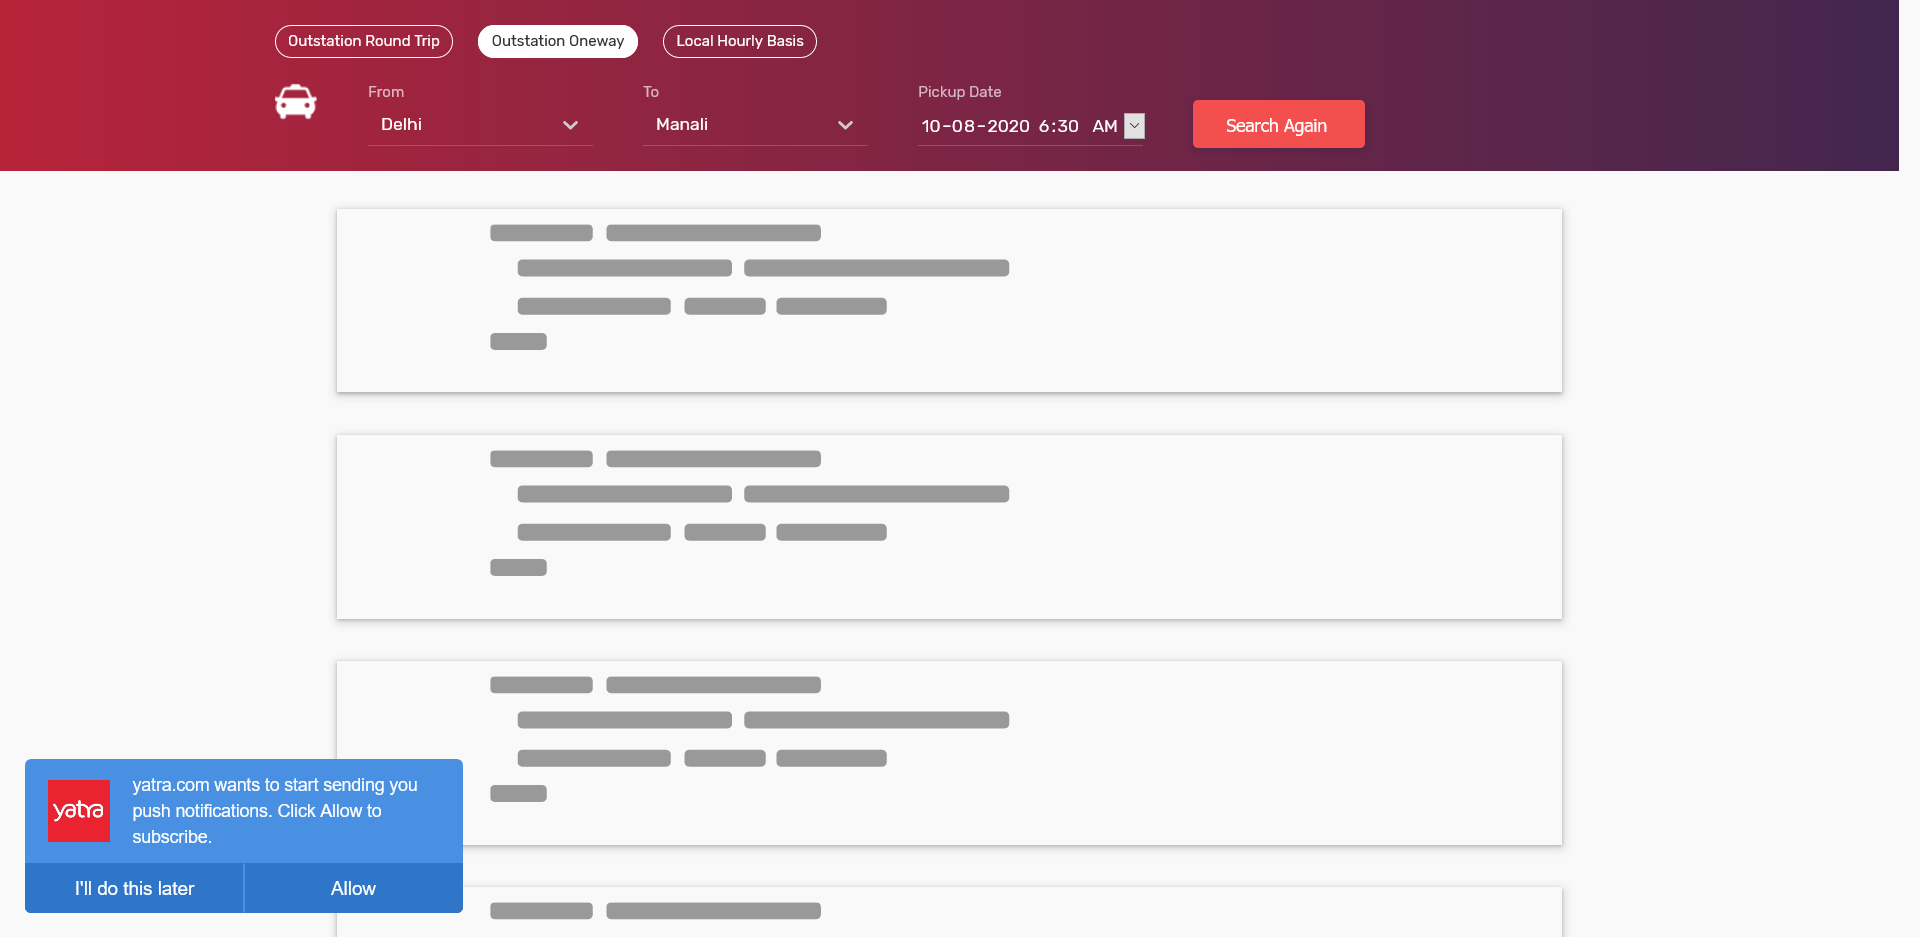 Outstation Round Trip
Outstation Oneway
Local Hourly Basis
From
To
Pickup Date
Delhi
Manali
10-08-2020 6:30 AM
Search Again
yatra
yatra.com wants to start sending you
push notifications. Click Allow to
subscribe.
I'll do this later
Allow